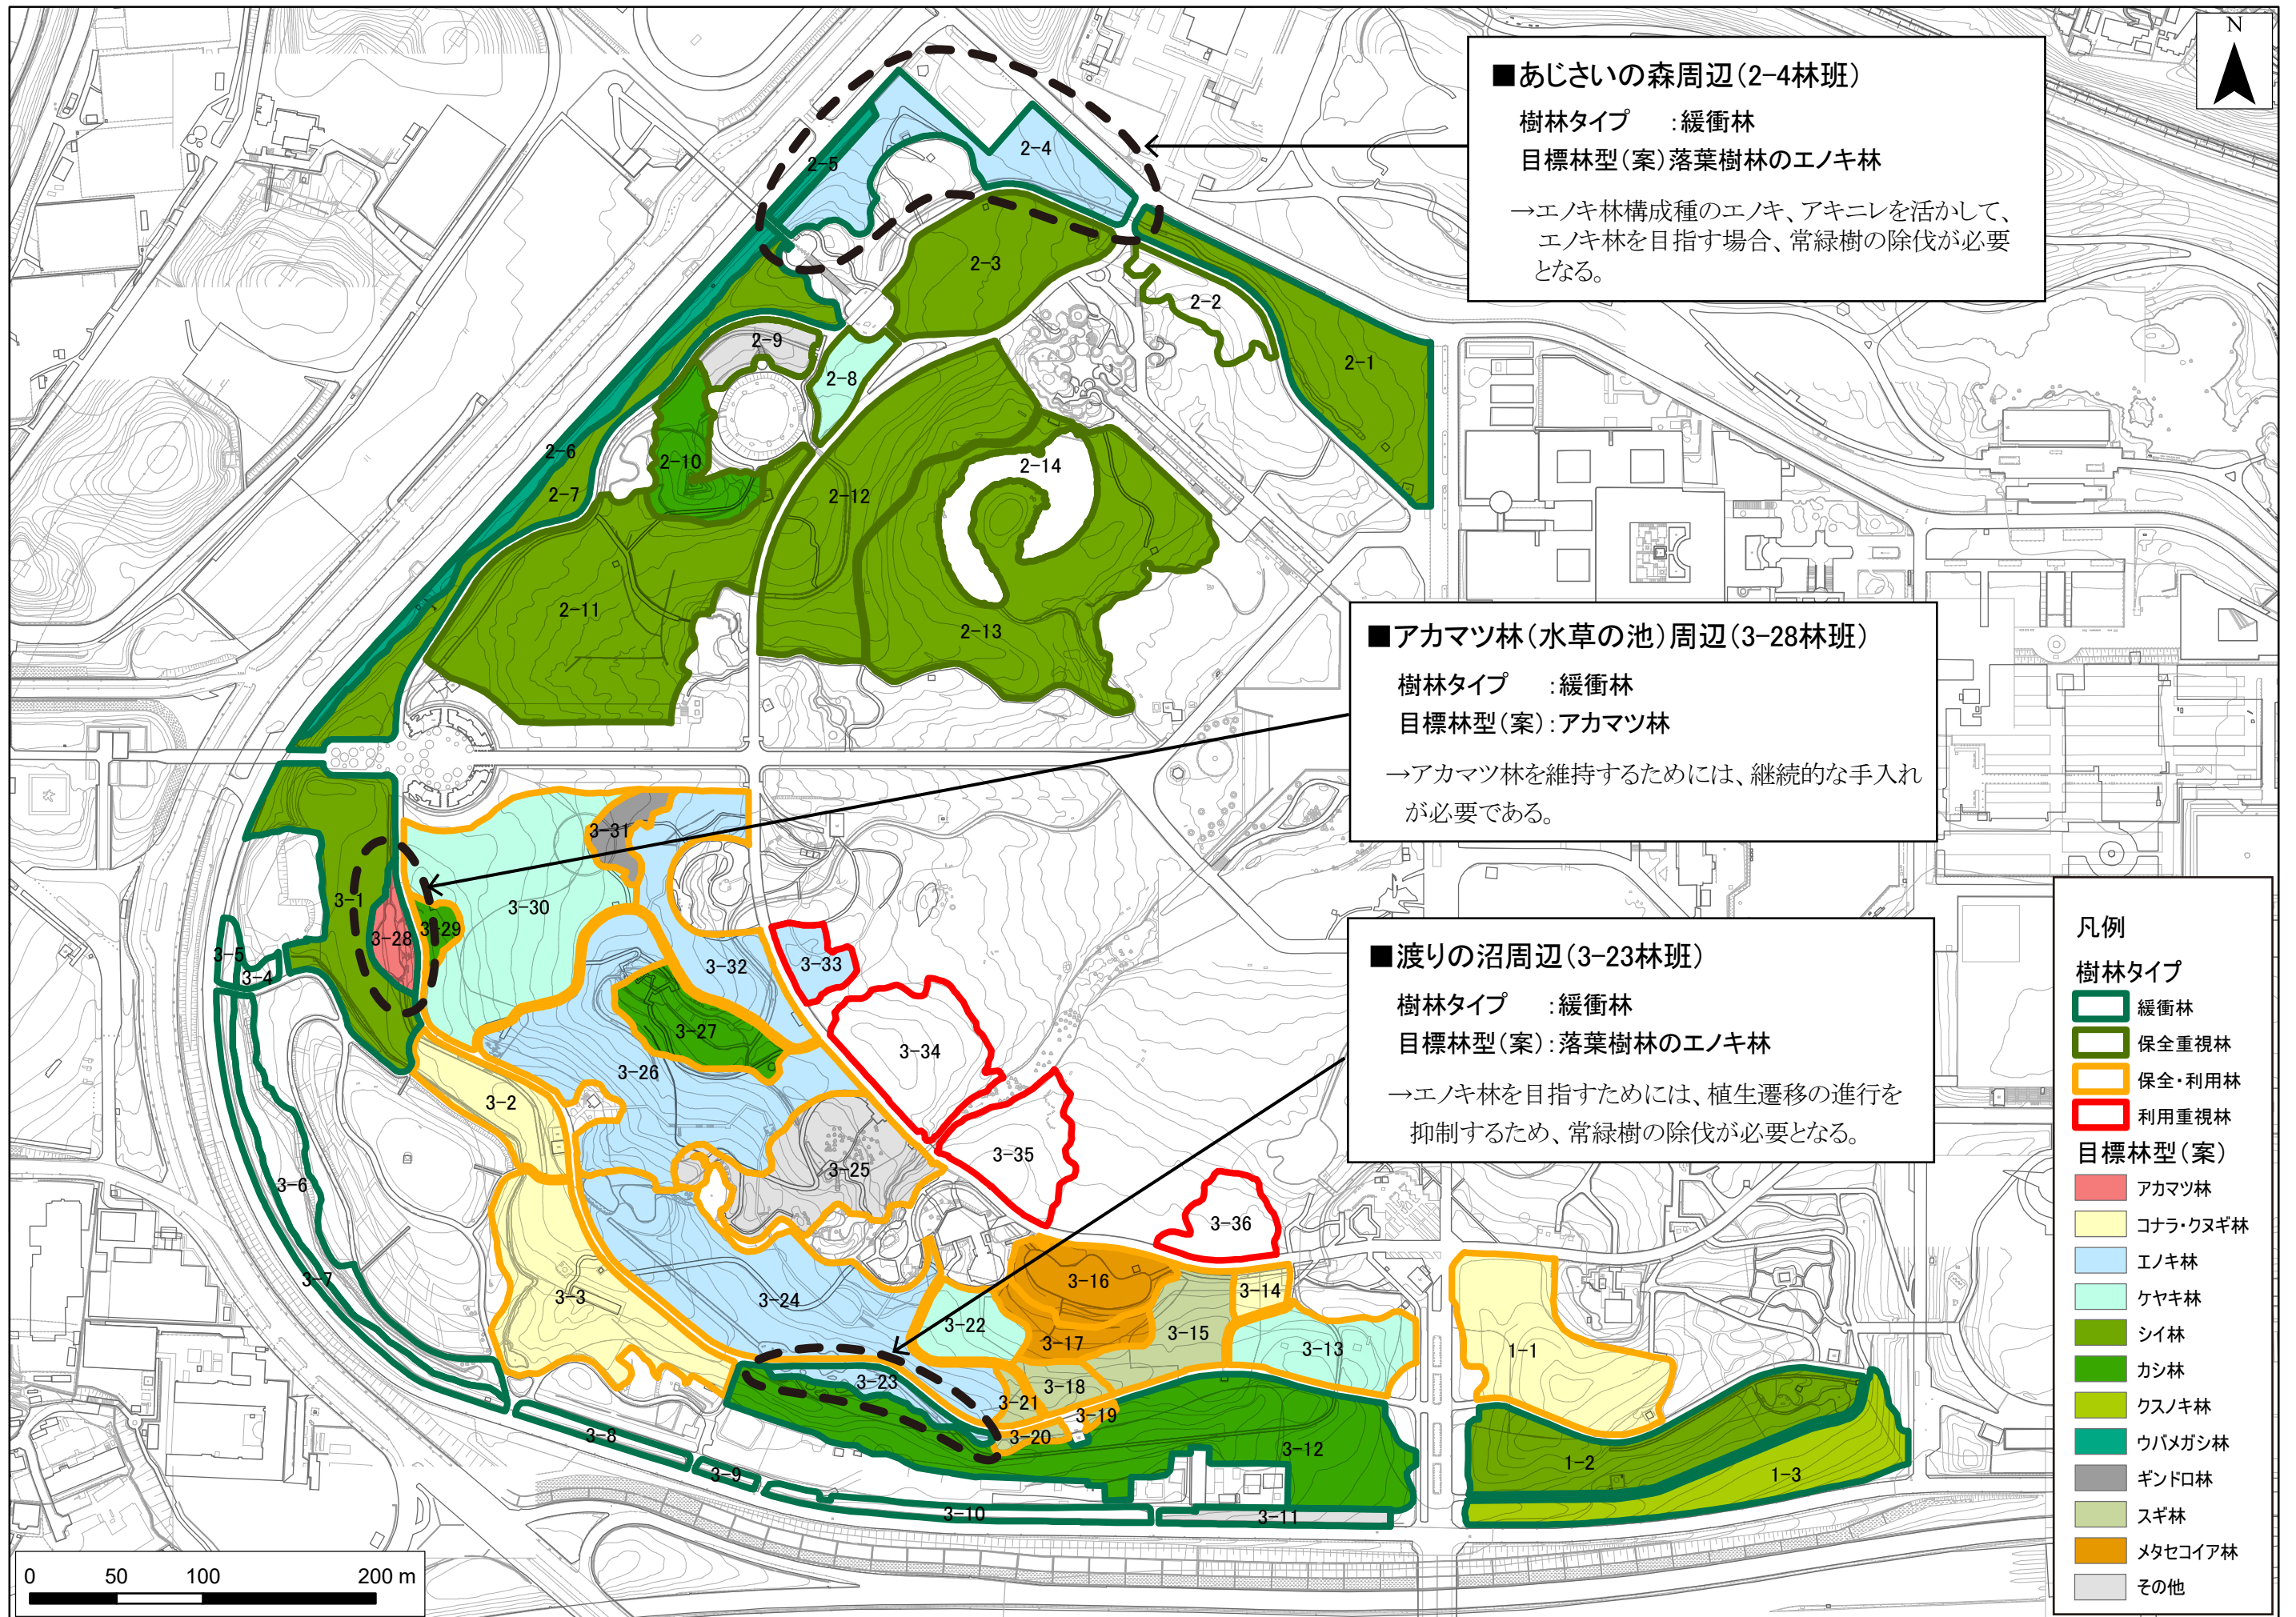 N
■あじさいの森周辺(2-4林班)
樹林タイプ　:緩衝林
目標林型(案)落葉樹林のエノキ林
→エノキ林構成種のエノキ、アキニレを活かして、
エノキ林を目指す場合、常緑樹の除伐が必要
となる。
2-4
2-5
2-3
2-2
2-1
2-9
2-8
2-6
2-10
2-7
2-12
2-14
2-11
2-13
■アカマツ林(水草の池)周辺(3-28林班)
樹林タイプ　:緩衝林
目標林型(案):アカマツ林
→アカマツ林を維持するためには、継続的な手入れ
が必要である。
3-31
3-1
3-30
3-29
3-28
3-5
3-4
3-32
3-33
3-27
3-34
3-26
3-2
3-35
3-25
3-6
3-36
■渡りの沼周辺(3-23林班)
樹林タイプ　:緩衝林
目標林型(案):落葉樹林のエノキ林
→エノキ林を目指すためには、植生遷移の進行を
抑制するため、常緑樹の除伐が必要となる。
3-7
3-3
3-24
3-16
3-14
3-22
3-17
3-15
3-13
1-1
3-23
3-18
3-21
3-19
3-20
3-12
3-8
3-9
3-10
3-11
1-2
1-3
凡例
樹林タイプ
緩衝林
保全重視林
保全・利用林
利用重視林
目標林型(案)
アカマツ林
コナラ・クヌギ林
エノキ林
ケヤキ林
シイ林
カシ林
クスノキ林
ウバメガシ林
ギンドロ林
スギ林
メタセコイア林
その他
0 50 100 200 m